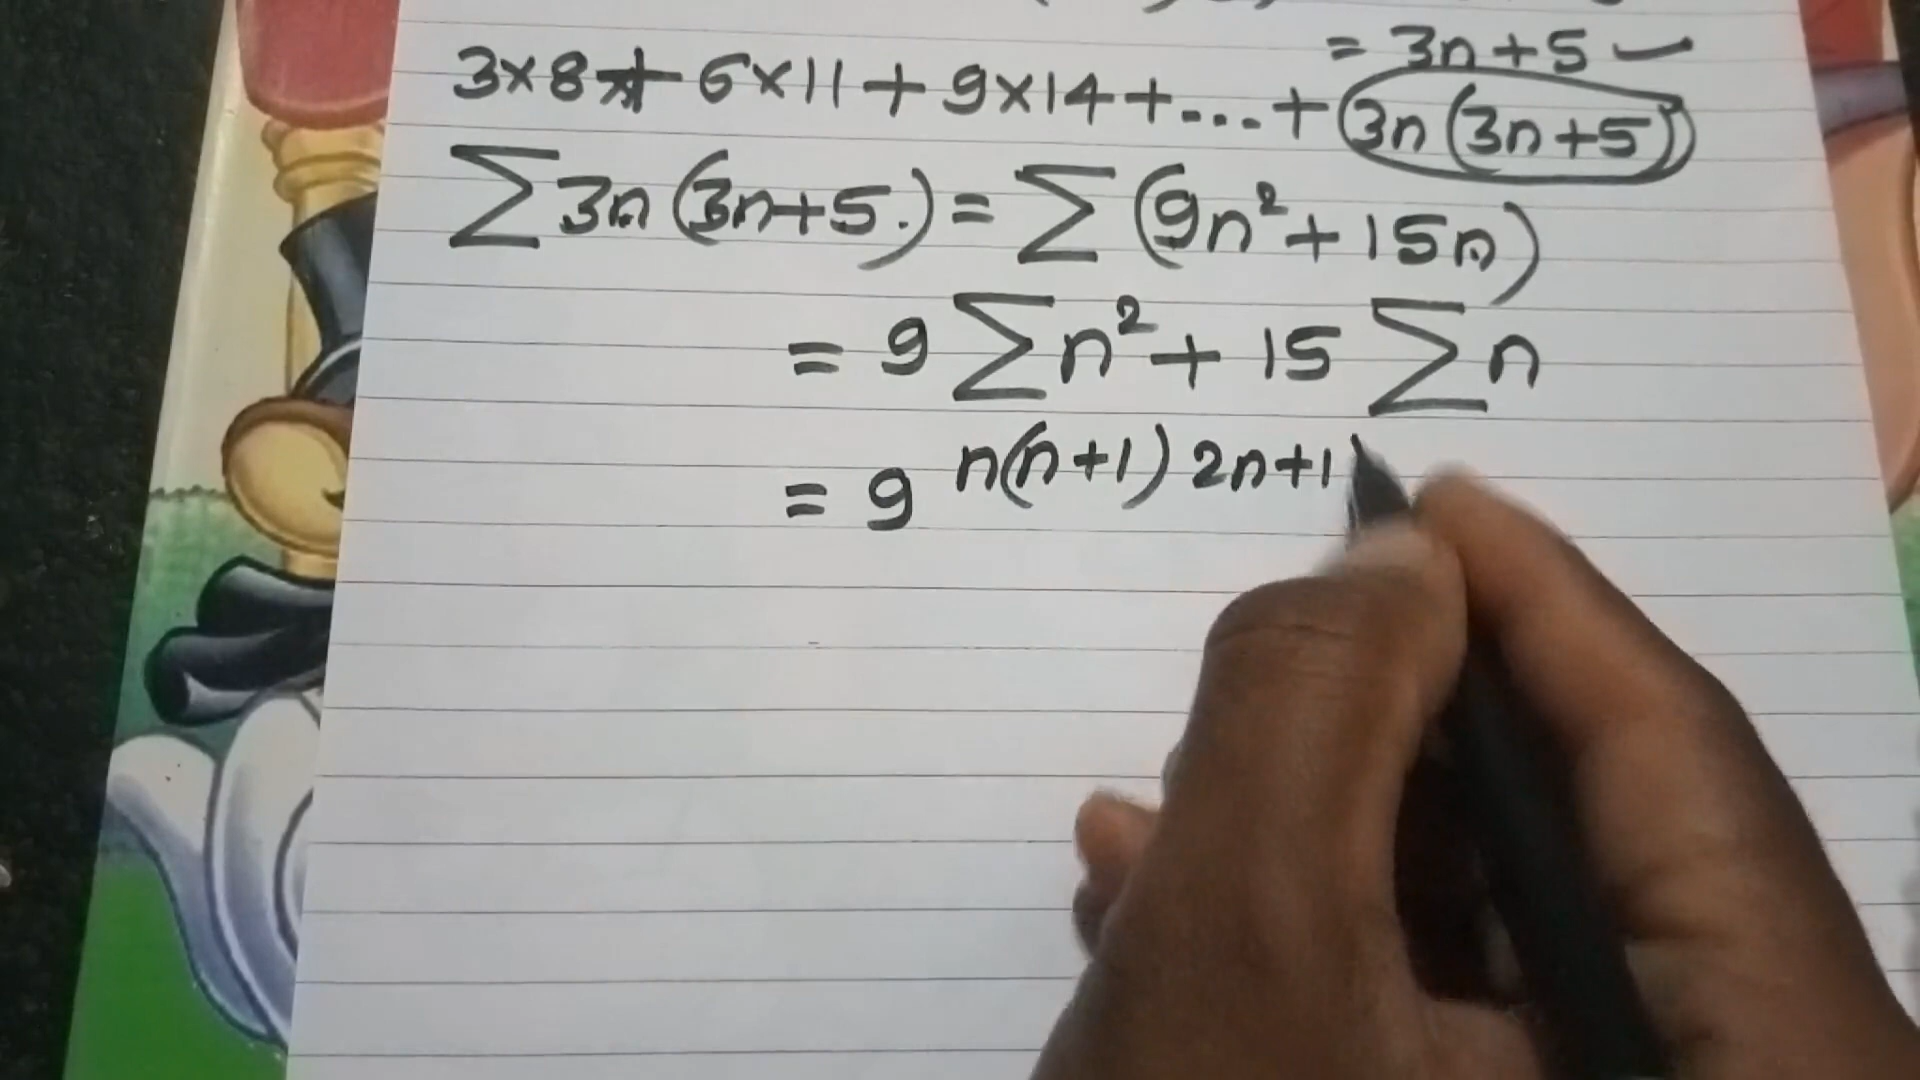 = 3n+5
3×8+ 6×11 + 9×14 +...+ 3n(3n+5)
∑3n(3n+5.) = ∑(9n²+15n)
= 9∑n² + 15∑n
= 9 n(n+1) 2n+1)